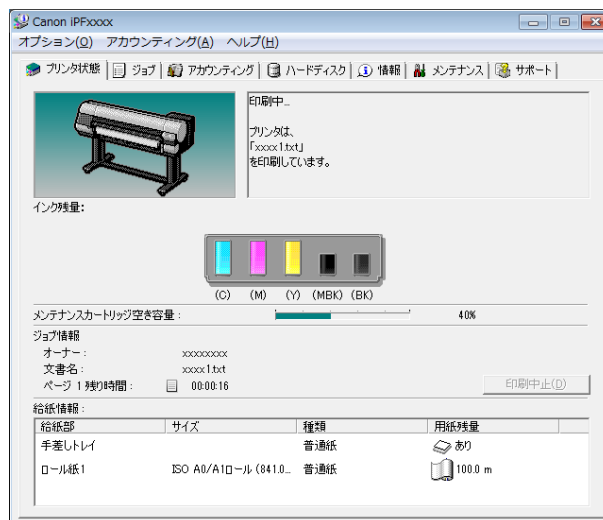 Canon iPFxxxx
オプション(O) アカウンティング(A) ヘルプ(H)
プリンタ状態 ジョブ アカウンティング ハードディスク 情報 メンテナンス サポート
印刷中...
プリンタは、
「xxxx1.txt」
を印刷しています。
インク残量:
(C) (M) (Y) (MBK) (BK)
メンテナンスカートリッジ空き容量 : 40%
ジョブ情報
オーナー : xxxxxxxx
文書名 : xxxx1.txt
ページ 1 残り時間 : 00:00:16
印刷中止(D)
給紙情報 :
給紙部 サイズ 種類 用紙残量
手差しトレイ 普通紙 あり
ロール紙1 ISO A0/A1ロール (841.0... 普通紙 100.0 m